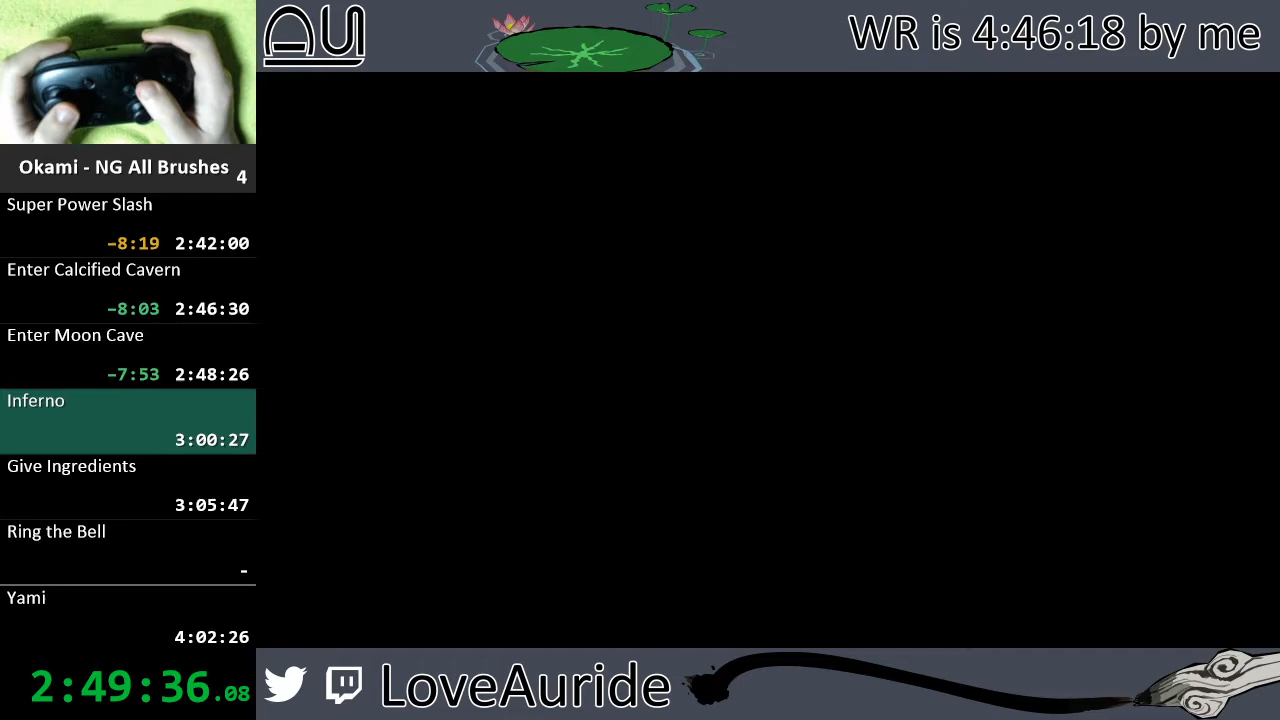 AU
WR is 4:46:18 by me
Okami - NG All Brushes
4
Super Power Slash
-8:19 2:42:00
Enter Calcified Cavern
-8:03 2:46:30
Enter Moon Cave
-7:53 2:48:26
Inferno
3:00:27
Give Ingredients
3:05:47
Ring the Bell
-
Yami
4:02:26
2:49:36.08
LoveAuride